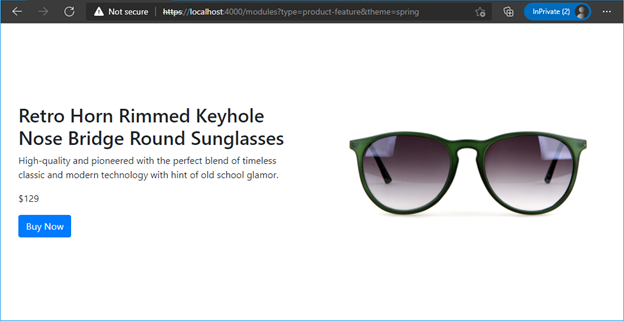 Not secure https://localhost:4000/modules?type=product-feature&theme=spring InPrivate (2)
Retro Horn Rimmed Keyhole
Nose Bridge Round Sunglasses
High-quality and pioneered with the perfect blend of timeless
classic and modern technology with hint of old school glamor.
$129
Buy Now